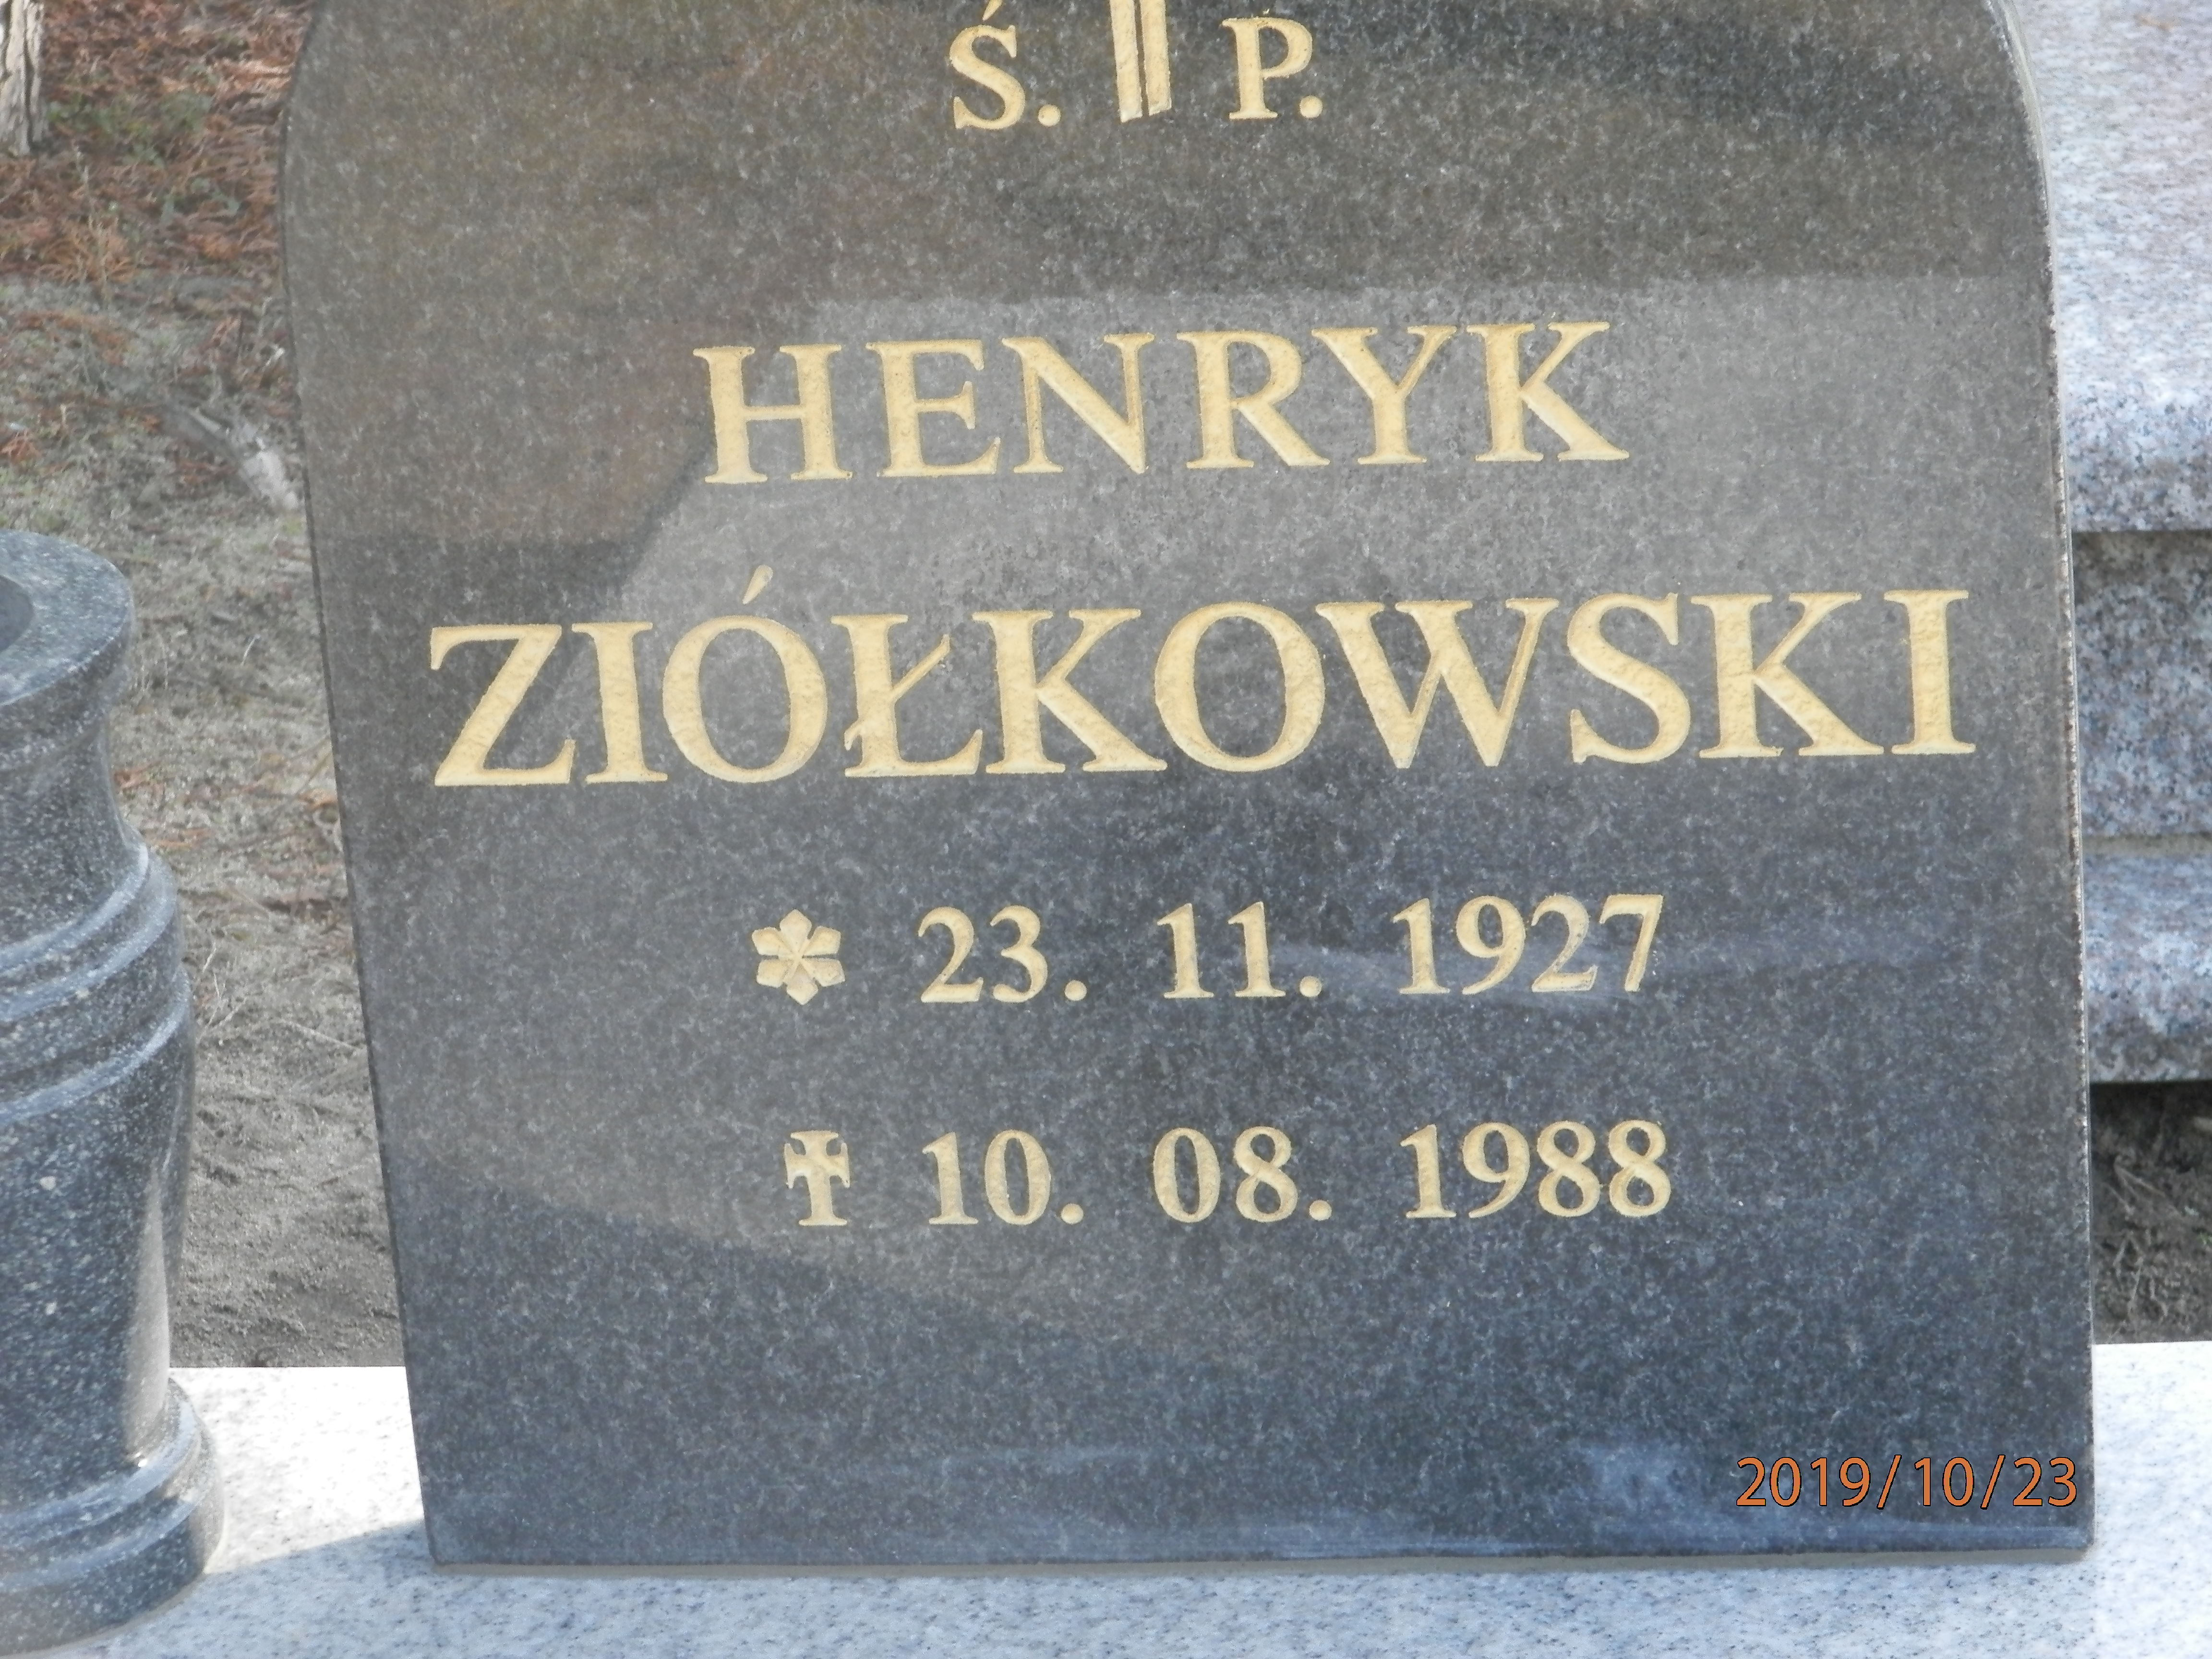 Ś. P.
HENRYK
ZIÓŁKOWSKI
23. 11. 1927
10. 08. 1988
2019/10/23